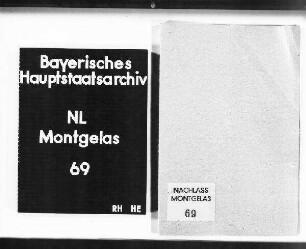 Bayerisches
Hauptstaatsarchiv
NL
Montgelas
69
RH HE
NACHLASS
MONTGELAS
69